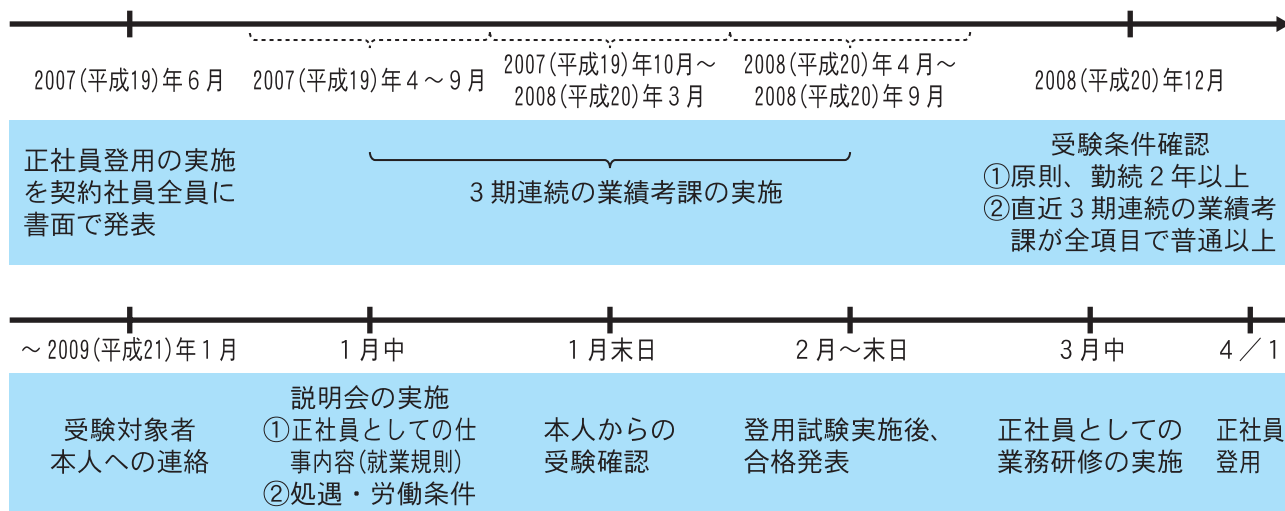 2007(平成19)年6月
2007(平成19)年4～9月
2007(平成19)年10月～
2008(平成20)年3月
2008(平成20)年4月～
2008(平成20)年9月
2008(平成20)年12月
正社員登用の実施
を契約社員全員に
書面で発表
3期連続の業績考課の実施
受験条件確認
①原則、勤続2年以上
②直近3期連続の業績考
課が全項目で普通以上
～2009(平成21)年1月
1月中
1月末日
2月～末日
3月中
4／1
受験対象者
本人への連絡
説明会の実施
①正社員としての仕
事内容(就業規則)
②処遇・労働条件
本人からの
受験確認
登用試験実施後、
合格発表
正社員としての
業務研修の実施
正社員
登用